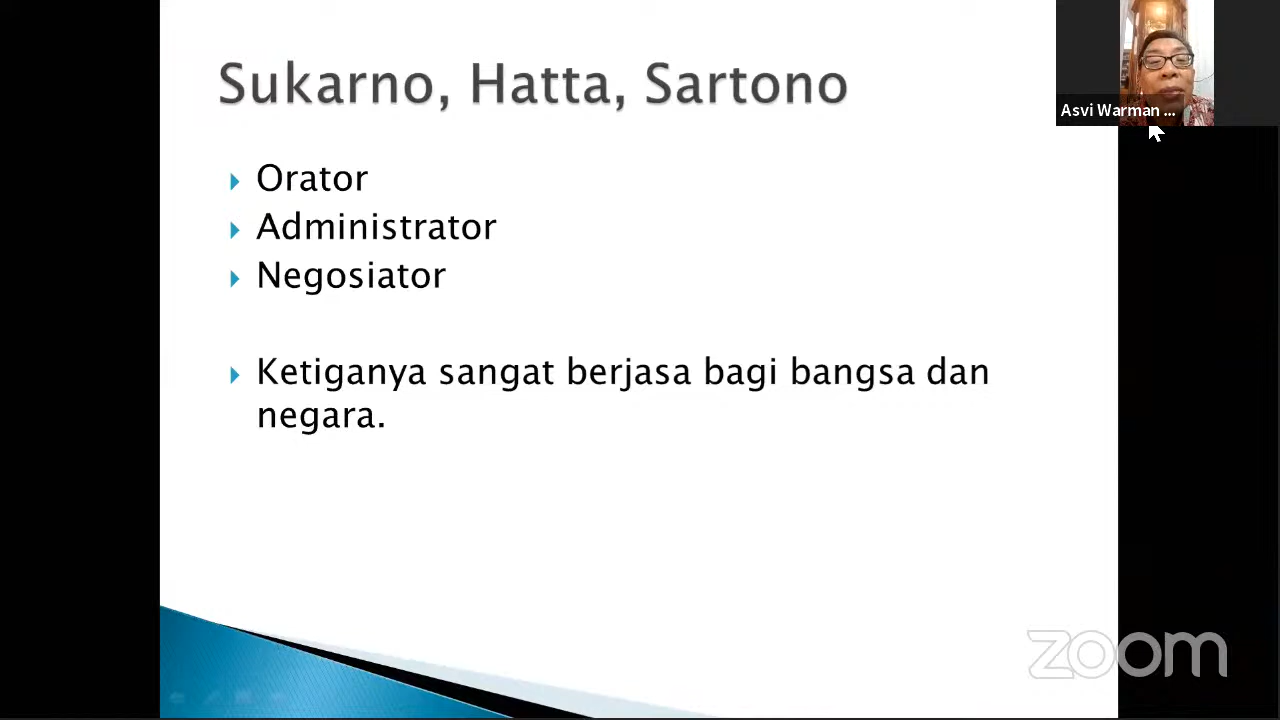 Sukarno, Hatta, Sartono
Asvi Warman ...
Orator
Administrator
Negosiator
Ketiganya sangat berjasa bagi bangsa dan
negara.
zoom